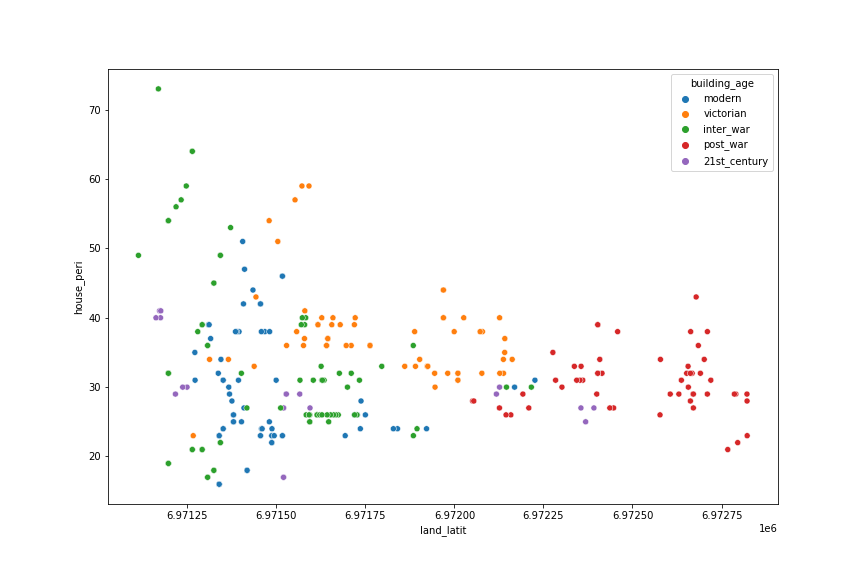 building_age
modern
victorian
inter_war
post_war
21st_century
house_peri
70
60
50
40
30
20
6.97125 6.97150 6.97175 6.97200 6.97225 6.97250 6.97275
1e6
land_latit